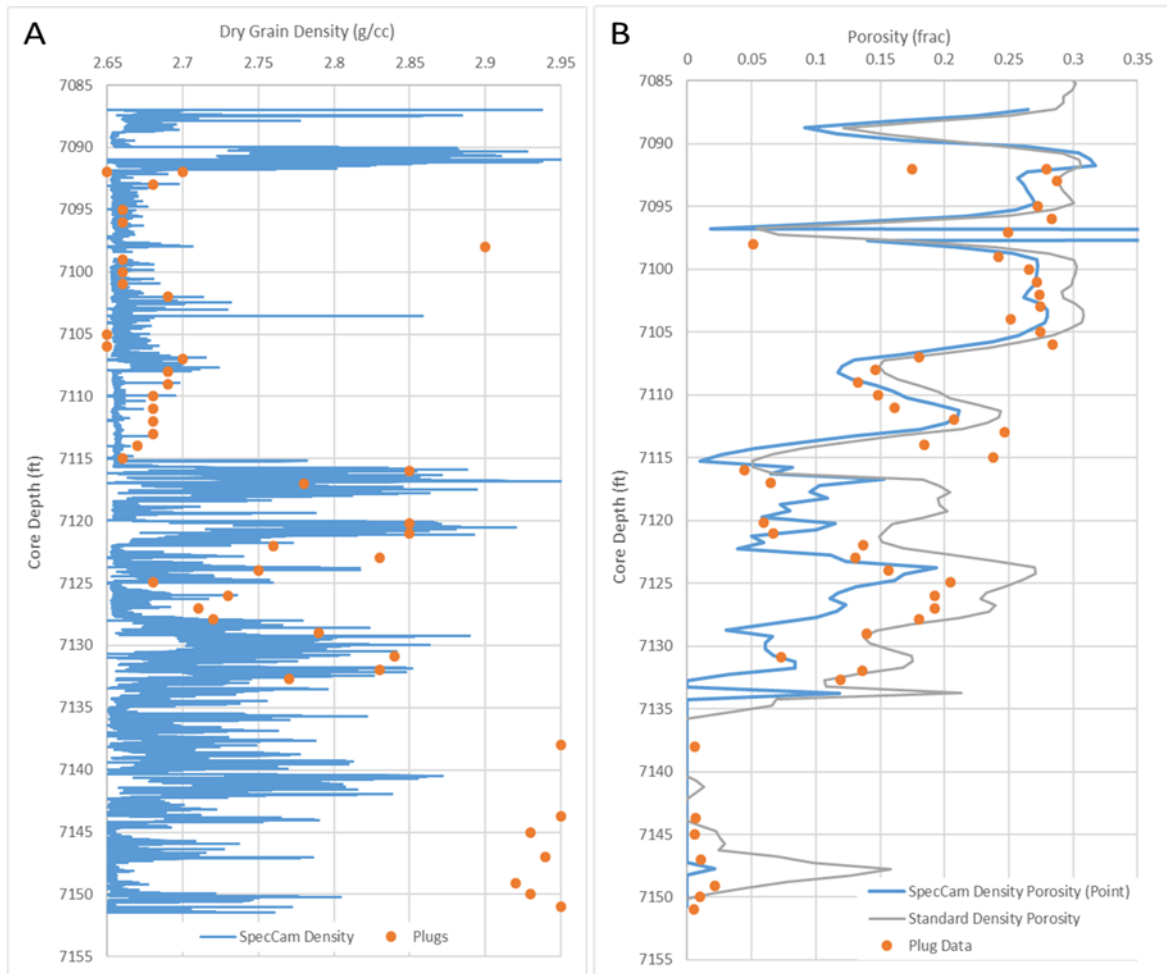 A
Dry Grain Density (g/cc)
2.65 2.7 2.75 2.8 2.85 2.9 2.95
7085
7090
7095
7100
7105
7110
7115
7120
7125
7130
7135
7140
7145
7150
7155
Core Depth (ft)
SpecCam Density Plugs
B
Porosity (frac)
0 0.05 0.1 0.15 0.2 0.25 0.3 0.35
7085
7090
7095
7100
7105
7110
7115
7120
7125
7130
7135
7140
7145
7150
7155
Core Depth (ft)
SpecCam Density Porosity (Point)
Standard Density Porosity
Plug Data